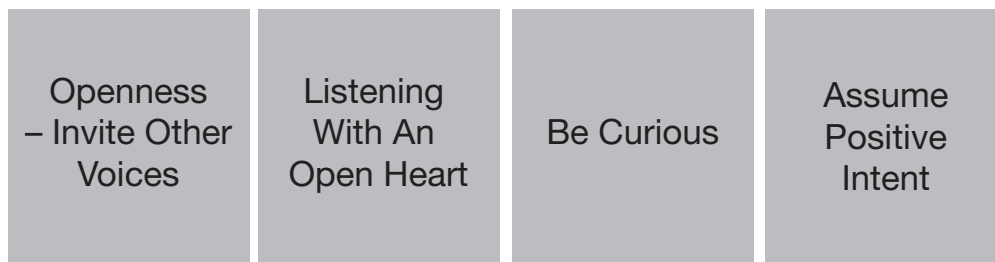 Openness
– Invite Other
Voices
Listening
With An
Open Heart
Be Curious
Assume
Positive
Intent